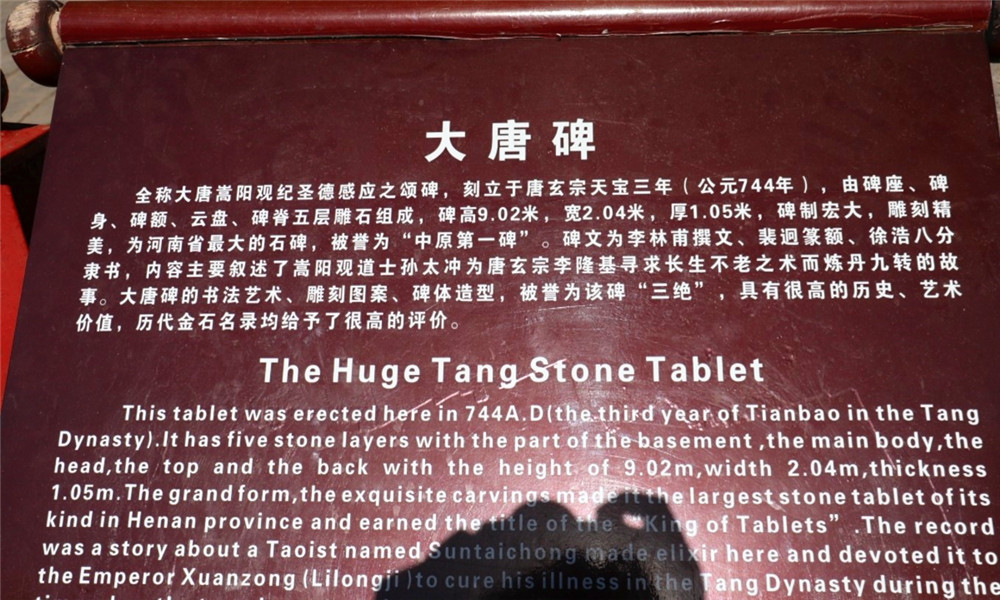 大唐碑
全称大唐嵩阳观纪圣德感应之颂碑，刻立于唐玄宗天宝三年（公元744年），由碑座、碑
身、碑额、云盘、碑脊五层雕石组成，碑高9.02米，宽2.04米，厚1.05米，碑制宏大，雕刻精
美，为河南省最大的石碑，被誉为“中原第一碑”。碑文为李林甫撰文、裴迥篆额、徐浩八分
隶书，内容主要叙述了嵩阳观道士孙太冲为唐玄宗李隆基寻求长生不老之术而炼丹九转的故
事。大唐碑的书法艺术、雕刻图案、碑体造型，被誉为该碑“三绝”，具有很高的历史、艺术
价值，历代金石名录均给予了很高的评价。
The Huge Tang Stone Tablet
This tablet was erected here in 744A.D(the third year of Tianbao in the Tang
Dynasty).It has five stone layers with the part of the basement ,the main body,the
head,the top and the back with the height of 9.02m,width 2.04m,thickness
1.05m.The grand form,the exquisite carvings made it the largest stone tablet of its
kind in Henan province and earned the title of the “King of Tablets” .The record
was a story about a Taoist named Suntaichong made elixir here and devoted it to
the Emperor Xuanzong (Lilongji )to cure his illness in the Tang Dynasty during the